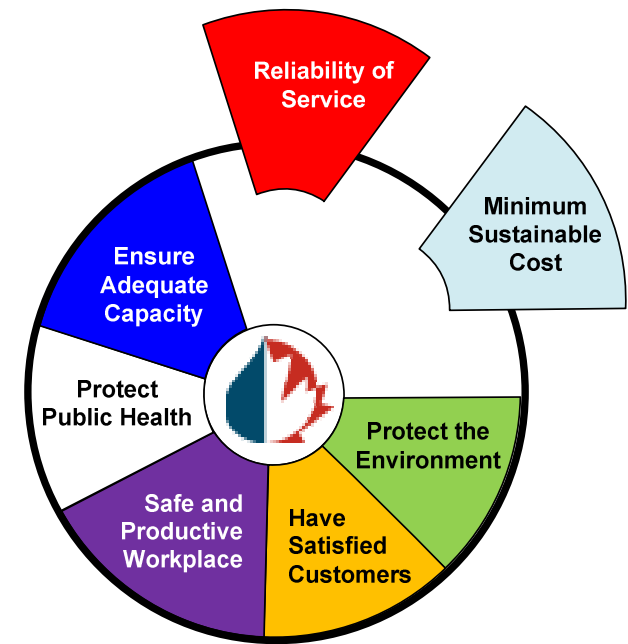 Reliability of
Service
Minimum
Sustainable
Cost
Ensure
Adequate
Capacity
Protect
Public Health
Protect the
Environment
Safe and
Productive
Workplace
Have
Satisfied
Customers